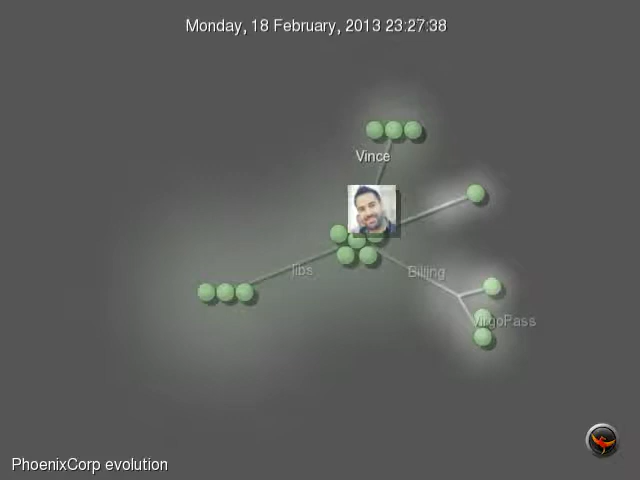 Monday, 18 February, 2013 23:27:38
Vince
libs
Billing
VirgoPass
PhoenixCorp evolution